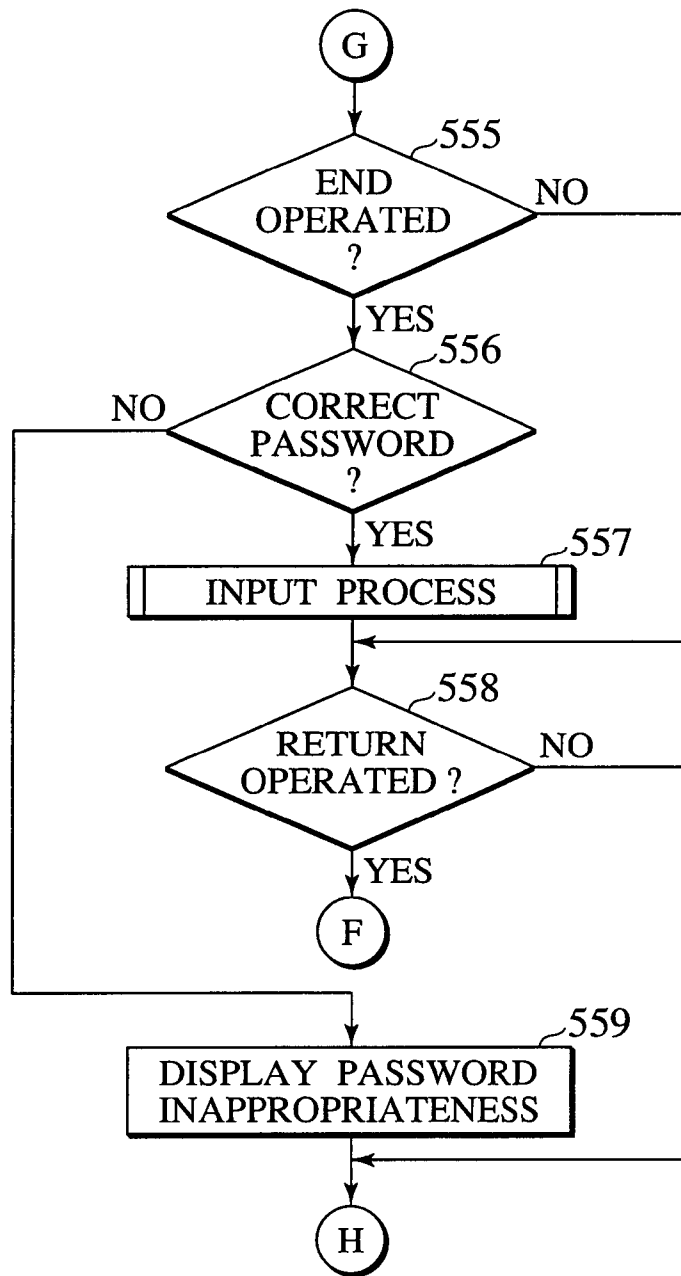 G
555
END
OPERATED
?
NO
YES
556
NO
CORRECT
PASSWORD
?
YES
557
INPUT PROCESS
558
RETURN
OPERATED ?
NO
YES
F
559
DISPLAY PASSWORD
INAPPROPRIATENESS
H